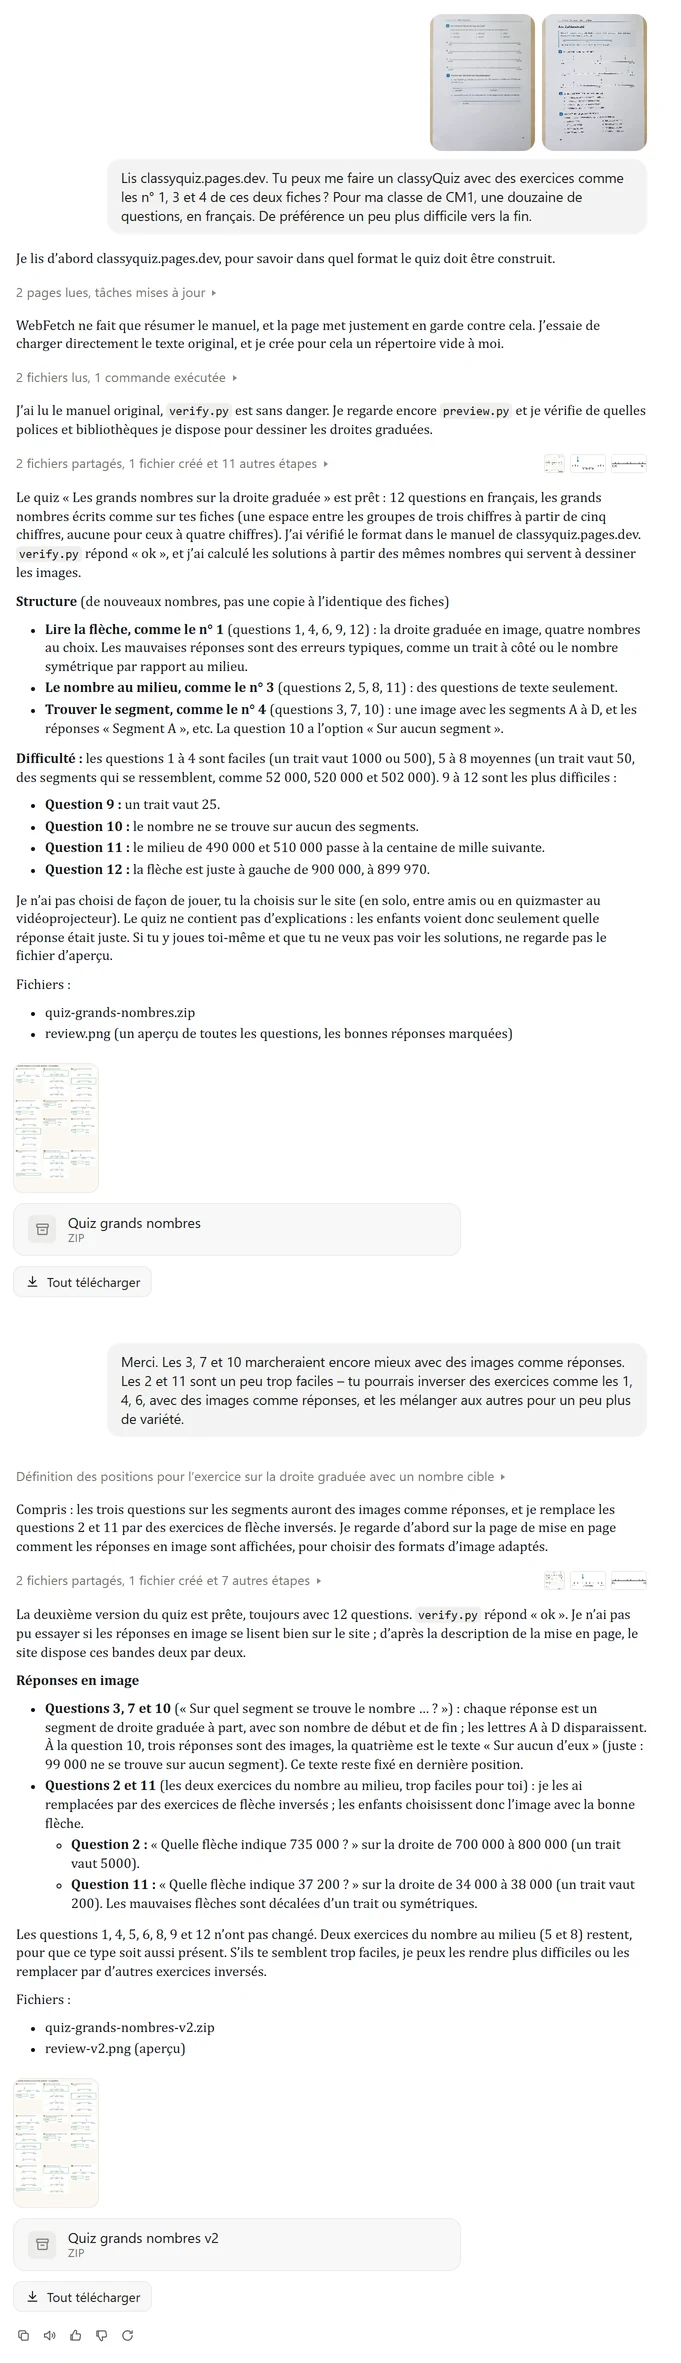 Lis classyquiz.pages.dev. Tu peux me faire un classyQuiz avec des exercices comme
les n° 1, 3 et 4 de ces deux fiches ? Pour ma classe de CM1, une douzaine de
questions, en français. De préférence un peu plus difficile vers la fin.
Je lis d’abord classyquiz.pages.dev, pour savoir dans quel format le quiz doit être construit.
2 pages lues, tâches mises à jour
WebFetch ne fait que résumer le manuel, et la page met justement en garde contre cela. J’essaie de
charger directement le texte original, et je crée pour cela un répertoire vide à moi.
2 fichiers lus, 1 commande exécutée
J’ai lu le manuel original, verify.py est sans danger. Je regarde encore preview.py et je vérifie de quelles
polices et bibliothèques je dispose pour dessiner les droites graduées.
2 fichiers partagés, 1 fichier créé et 11 autres étapes
Le quiz « Les grands nombres sur la droite graduée » est prêt : 12 questions en français, les grands
nombres écrits comme sur tes fiches (une espace entre les groupes de trois chiffres à partir de cinq
chiffres, aucune pour ceux à quatre chiffres). J’ai vérifié le format dans le manuel de classyquiz.pages.dev.
verify.py répond « ok », et j’ai calculé les solutions à partir des mêmes nombres qui servent à dessiner
les images.
Structure (de nouveaux nombres, pas une copie à l’identique des fiches)
• Lire la flèche, comme le n° 1 (questions 1, 4, 6, 9, 12) : la droite graduée en image, quatre nombres
au choix. Les mauvaises réponses sont des erreurs typiques, comme un trait à côté ou le nombre
symétrique par rapport au milieu.
• Le nombre au milieu, comme le n° 3 (questions 2, 5, 8, 11) : des questions de texte seulement.
• Trouver le segment, comme le n° 4 (questions 3, 7, 10) : une image avec les segments A à D, et les
réponses « Segment A », etc. La question 10 a l’option « Sur aucun segment ».
Difficulté : les questions 1 à 4 sont faciles (un trait vaut 1000 ou 500), 5 à 8 moyennes (un trait vaut 50,
des segments qui se ressemblent, comme 52 000, 520 000 et 502 000). 9 à 12 sont les plus difficiles :
• Question 9 : un trait vaut 25.
• Question 10 : le nombre ne se trouve sur aucun des segments.
• Question 11 : le milieu de 490 000 et 510 000 passe à la centaine de mille suivante.
• Question 12 : la flèche est juste à gauche de 900 000, à 899 970.
Je n’ai pas choisi de façon de jouer, tu la choisis sur le site (en solo, entre amis ou en quizmaster au
vidéoprojecteur). Le quiz ne contient pas d’explications : les enfants voient donc seulement quelle
réponse était juste. Si tu y joues toi-même et que tu ne veux pas voir les solutions, ne regarde pas le
fichier d’aperçu.
Fichiers :
• quiz-grands-nombres.zip
• review.png (un aperçu de toutes les questions, les bonnes réponses marquées)
Quiz grands nombres
ZIP
Tout télécharger
Merci. Les 3, 7 et 10 marcheraient encore mieux avec des images comme réponses.
Les 2 et 11 sont un peu trop faciles – tu pourrais inverser des exercices comme les 1,
4, 6, avec des images comme réponses, et les mélanger aux autres pour un peu plus
de variété.
Définition des positions pour l’exercice sur la droite graduée avec un nombre cible
Compris : les trois questions sur les segments auront des images comme réponses, et je remplace les
questions 2 et 11 par des exercices de flèche inversés. Je regarde d’abord sur la page de mise en page
comment les réponses en image sont affichées, pour choisir des formats d’image adaptés.
2 fichiers partagés, 1 fichier créé et 7 autres étapes
La deuxième version du quiz est prête, toujours avec 12 questions. verify.py répond « ok ». Je n’ai pas
pu essayer si les réponses en image se lisent bien sur le site ; d’après la description de la mise en page, le
site dispose ces bandes deux par deux.
Réponses en image
• Questions 3, 7 et 10 (« Sur quel segment se trouve le nombre … ? ») : chaque réponse est un
segment de droite graduée à part, avec son nombre de début et de fin ; les lettres A à D disparaissent.
À la question 10, trois réponses sont des images, la quatrième est le texte « Sur aucun d’eux » (juste :
99 000 ne se trouve sur aucun segment). Ce texte reste fixé en dernière position.
• Questions 2 et 11 (les deux exercices du nombre au milieu, trop faciles pour toi) : je les ai
remplacées par des exercices de flèche inversés ; les enfants choisissent donc l’image avec la bonne
flèche.
◦ Question 2 : « Quelle flèche indique 735 000 ? » sur la droite de 700 000 à 800 000 (un trait
vaut 5000).
◦ Question 11 : « Quelle flèche indique 37 200 ? » sur la droite de 34 000 à 38 000 (un trait vaut
200). Les mauvaises flèches sont décalées d’un trait ou symétriques.
Les questions 1, 4, 5, 6, 8, 9 et 12 n’ont pas changé. Deux exercices du nombre au milieu (5 et 8) restent,
pour que ce type soit aussi présent. S’ils te semblent trop faciles, je peux les rendre plus difficiles ou les
remplacer par d’autres exercices inversés.
Fichiers :
• quiz-grands-nombres-v2.zip
• review-v2.png (aperçu)
Quiz grands nombres v2
ZIP
Tout télécharger